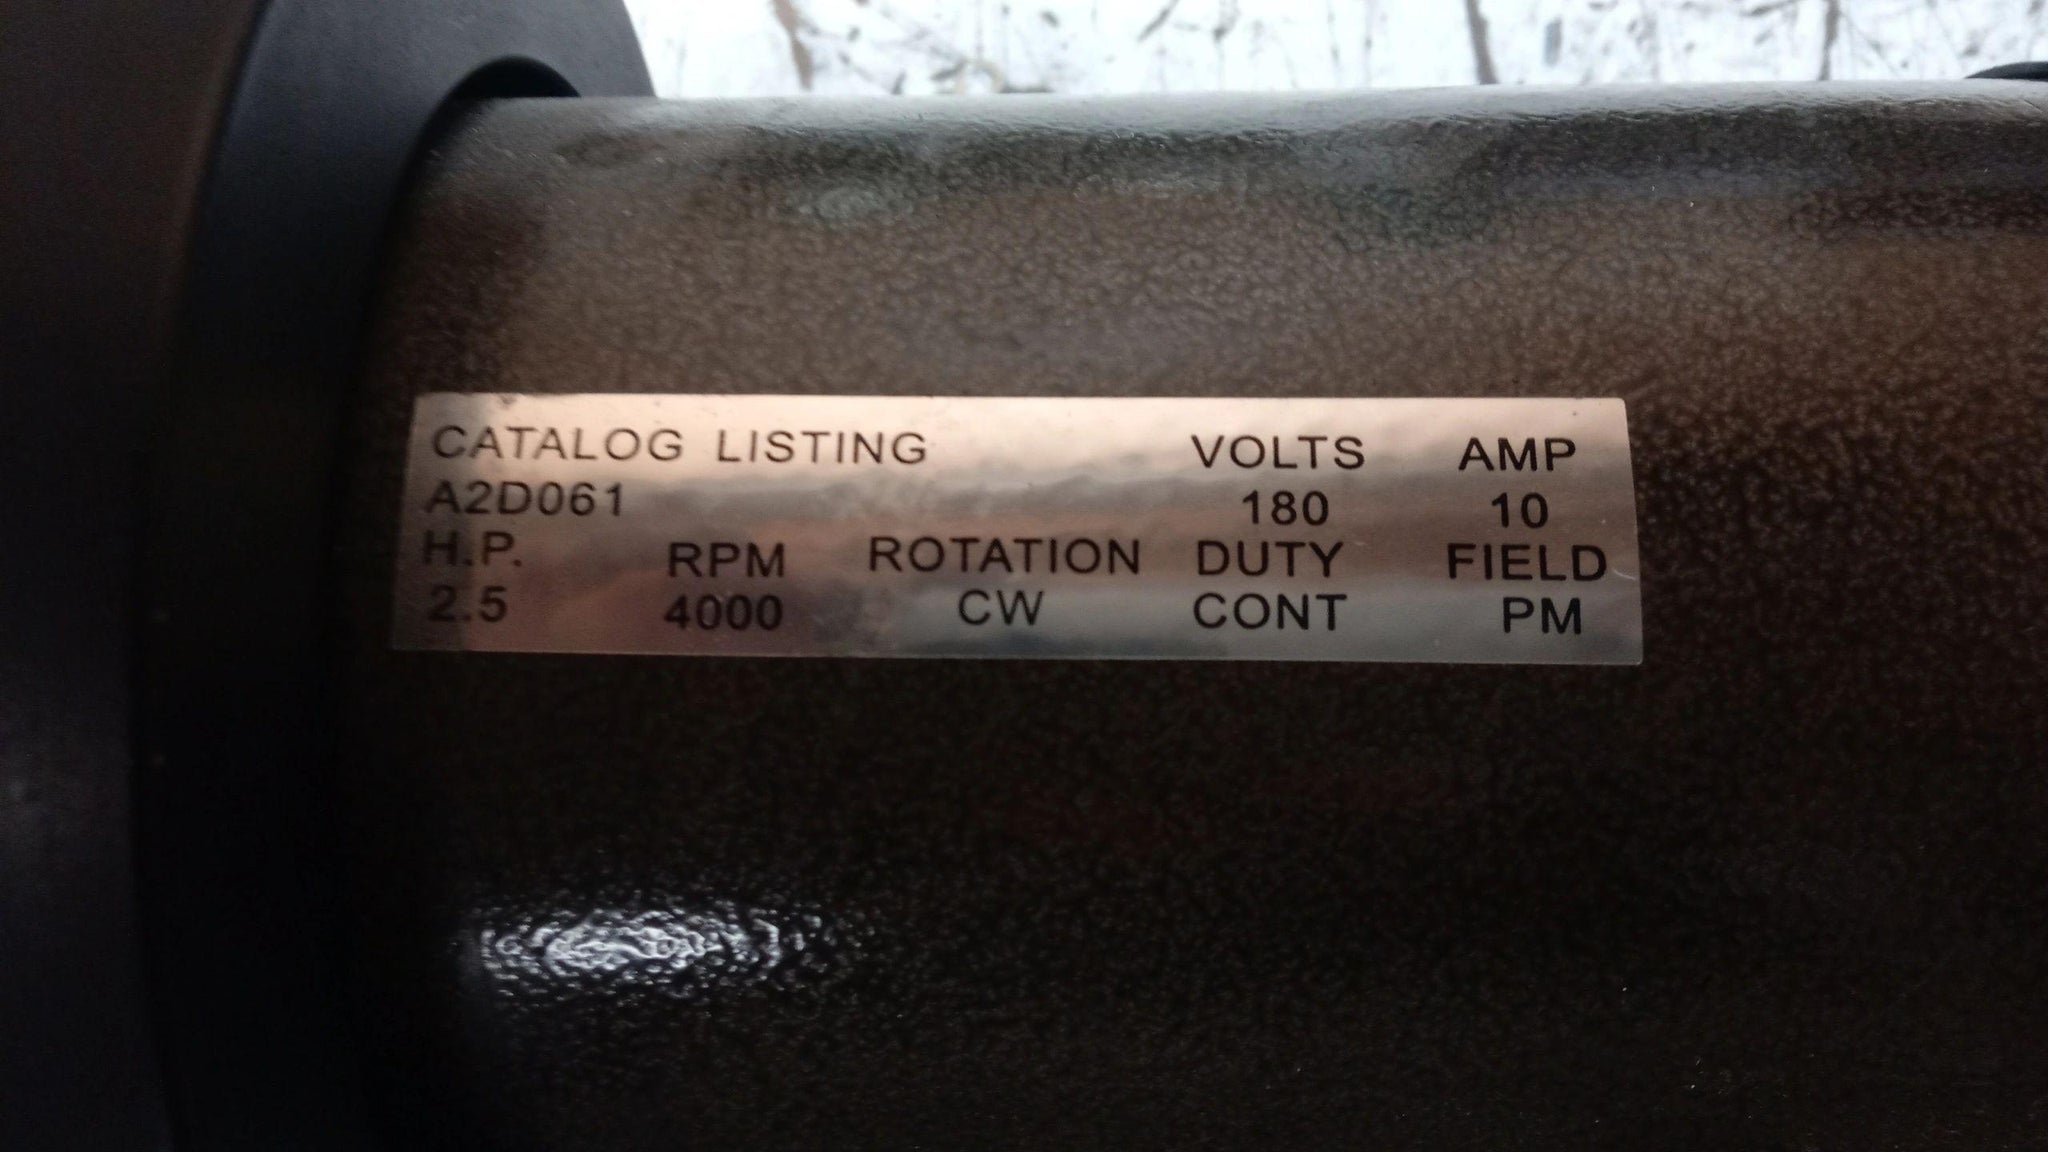 CATALOG LISTING VOLTS AMP
A2D061 180 10
H.P. RPM ROTATION DUTY FIELD
2.5 4000 CW CONT PM